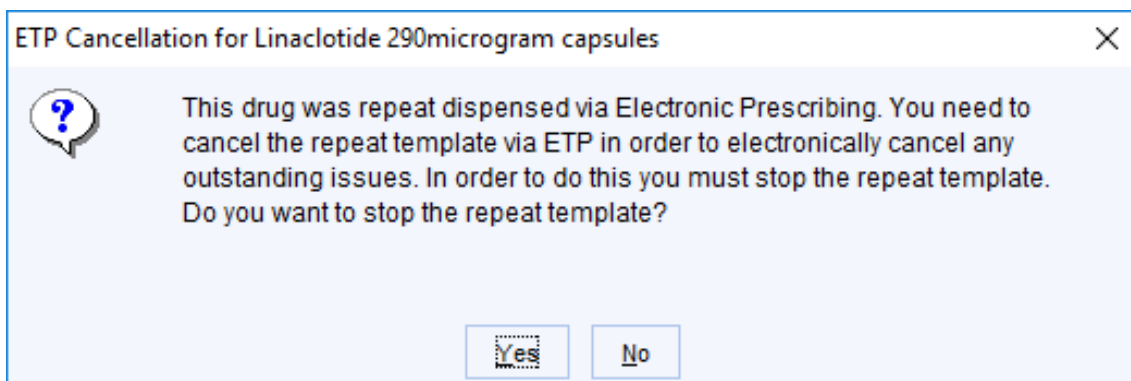 ETP Cancellation for Linaclotide 290microgram capsules
This drug was repeat dispensed via Electronic Prescribing. You need to
cancel the repeat template via ETP in order to electronically cancel any
outstanding issues. In order to do this you must stop the repeat template.
Do you want to stop the repeat template?
Yes No